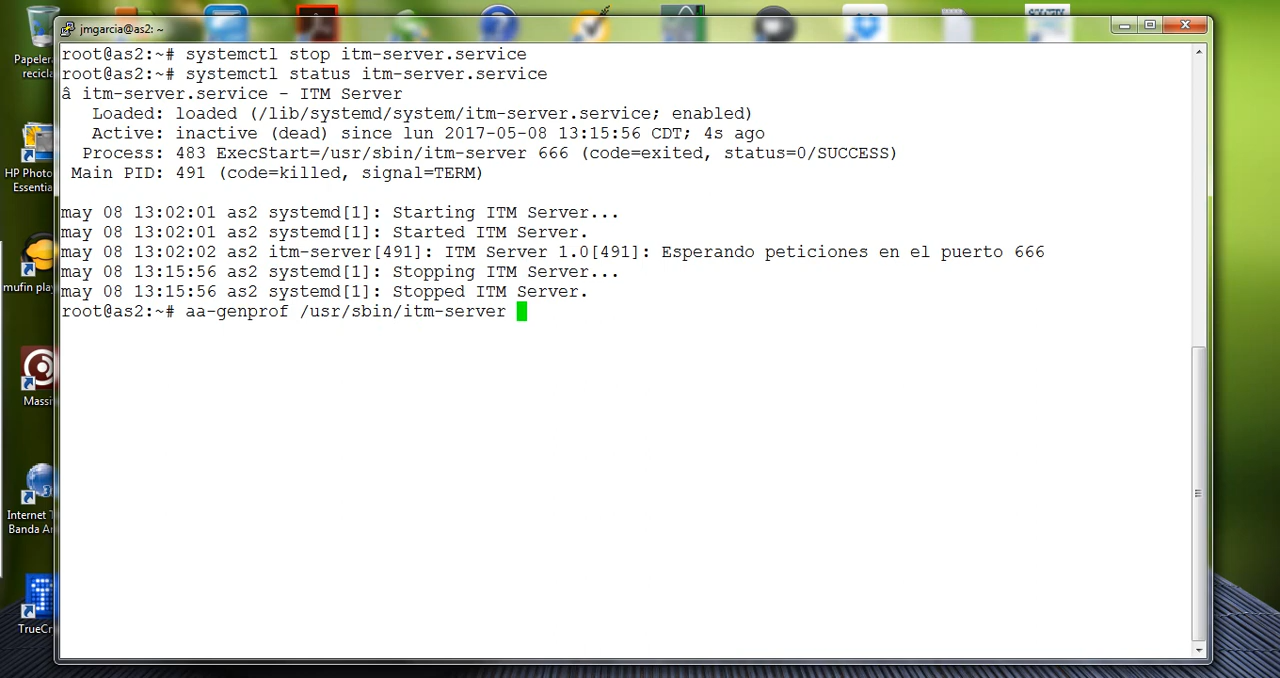 jmgarcia@as2: ~
root@as2:~# systemctl stop itm-server.service
root@as2:~# systemctl status itm-server.service
â itm-server.service - ITM Server
Loaded: loaded (/lib/systemd/system/itm-server.service; enabled)
Active: inactive (dead) since lun 2017-05-08 13:15:56 CDT; 4s ago
Process: 483 ExecStart=/usr/sbin/itm-server 666 (code=exited, status=0/SUCCESS)
Main PID: 491 (code=killed, signal=TERM)
may 08 13:02:01 as2 systemd[1]: Starting ITM Server...
may 08 13:02:01 as2 systemd[1]: Started ITM Server.
may 08 13:02:02 as2 itm-server[491]: ITM Server 1.0[491]: Esperando peticiones en el puerto 666
may 08 13:15:56 as2 systemd[1]: Stopping ITM Server...
may 08 13:15:56 as2 systemd[1]: Stopped ITM Server.
root@as2:~# aa-genprof /usr/sbin/itm-server
Papelera
recicla
HP Photo
Essential
mufin play
Massi
Internet T
Banda An
TrueCr